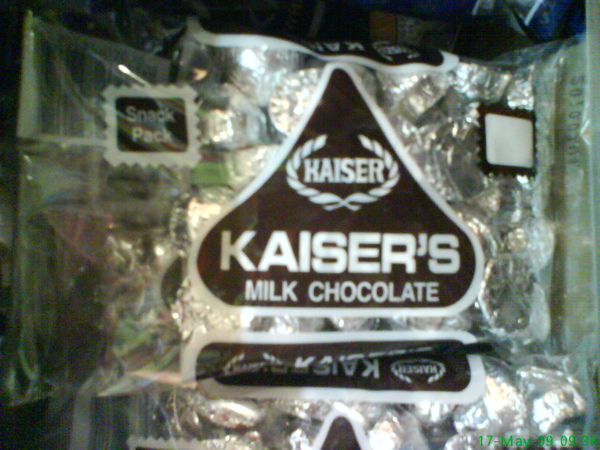 KAISER
Snack
Pack
KAISER
KAISER'S
MILK CHOCOLATE
KAISER
17-May-09 09:38